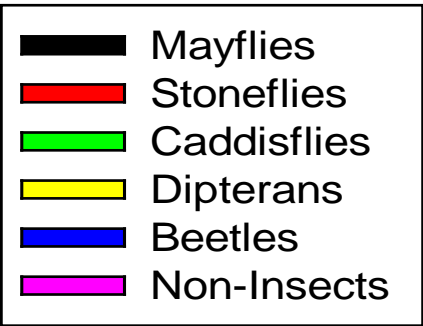 Mayflies
Stoneflies
Caddisflies
Dipterans
Beetles
Non-Insects